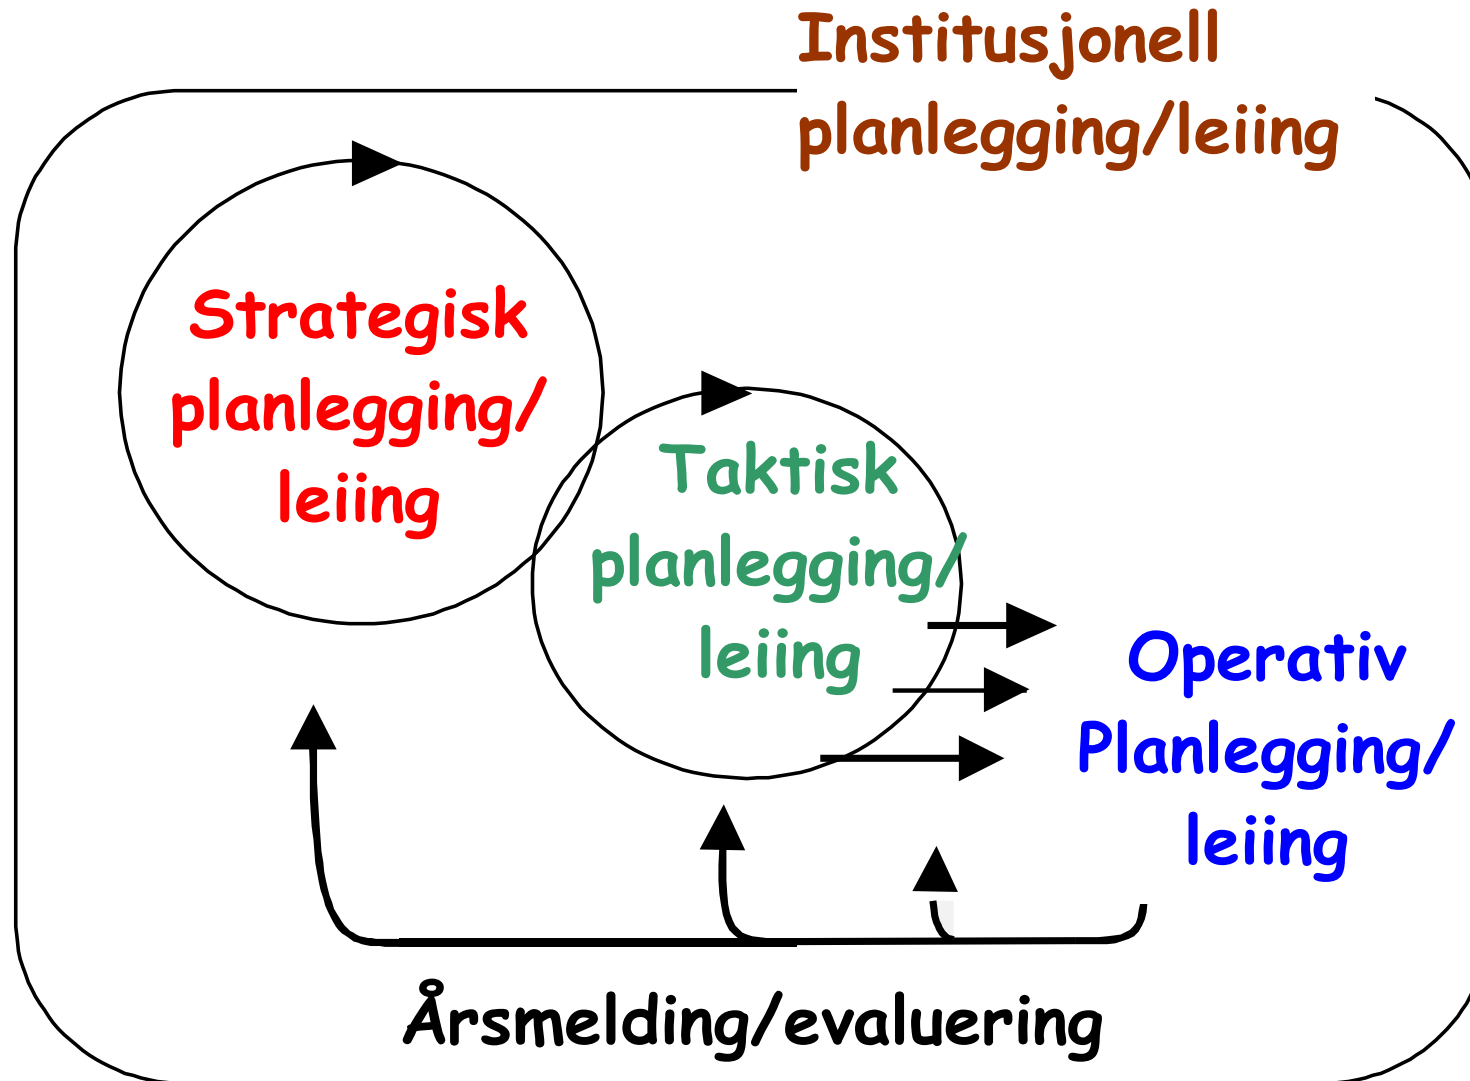 Institusjonell
planlegging/leiing
Strategisk
planlegging/
leiing
Taktisk
planlegging/
leiing
Operativ
Planlegging/
leiing
Årsmelding/evaluering